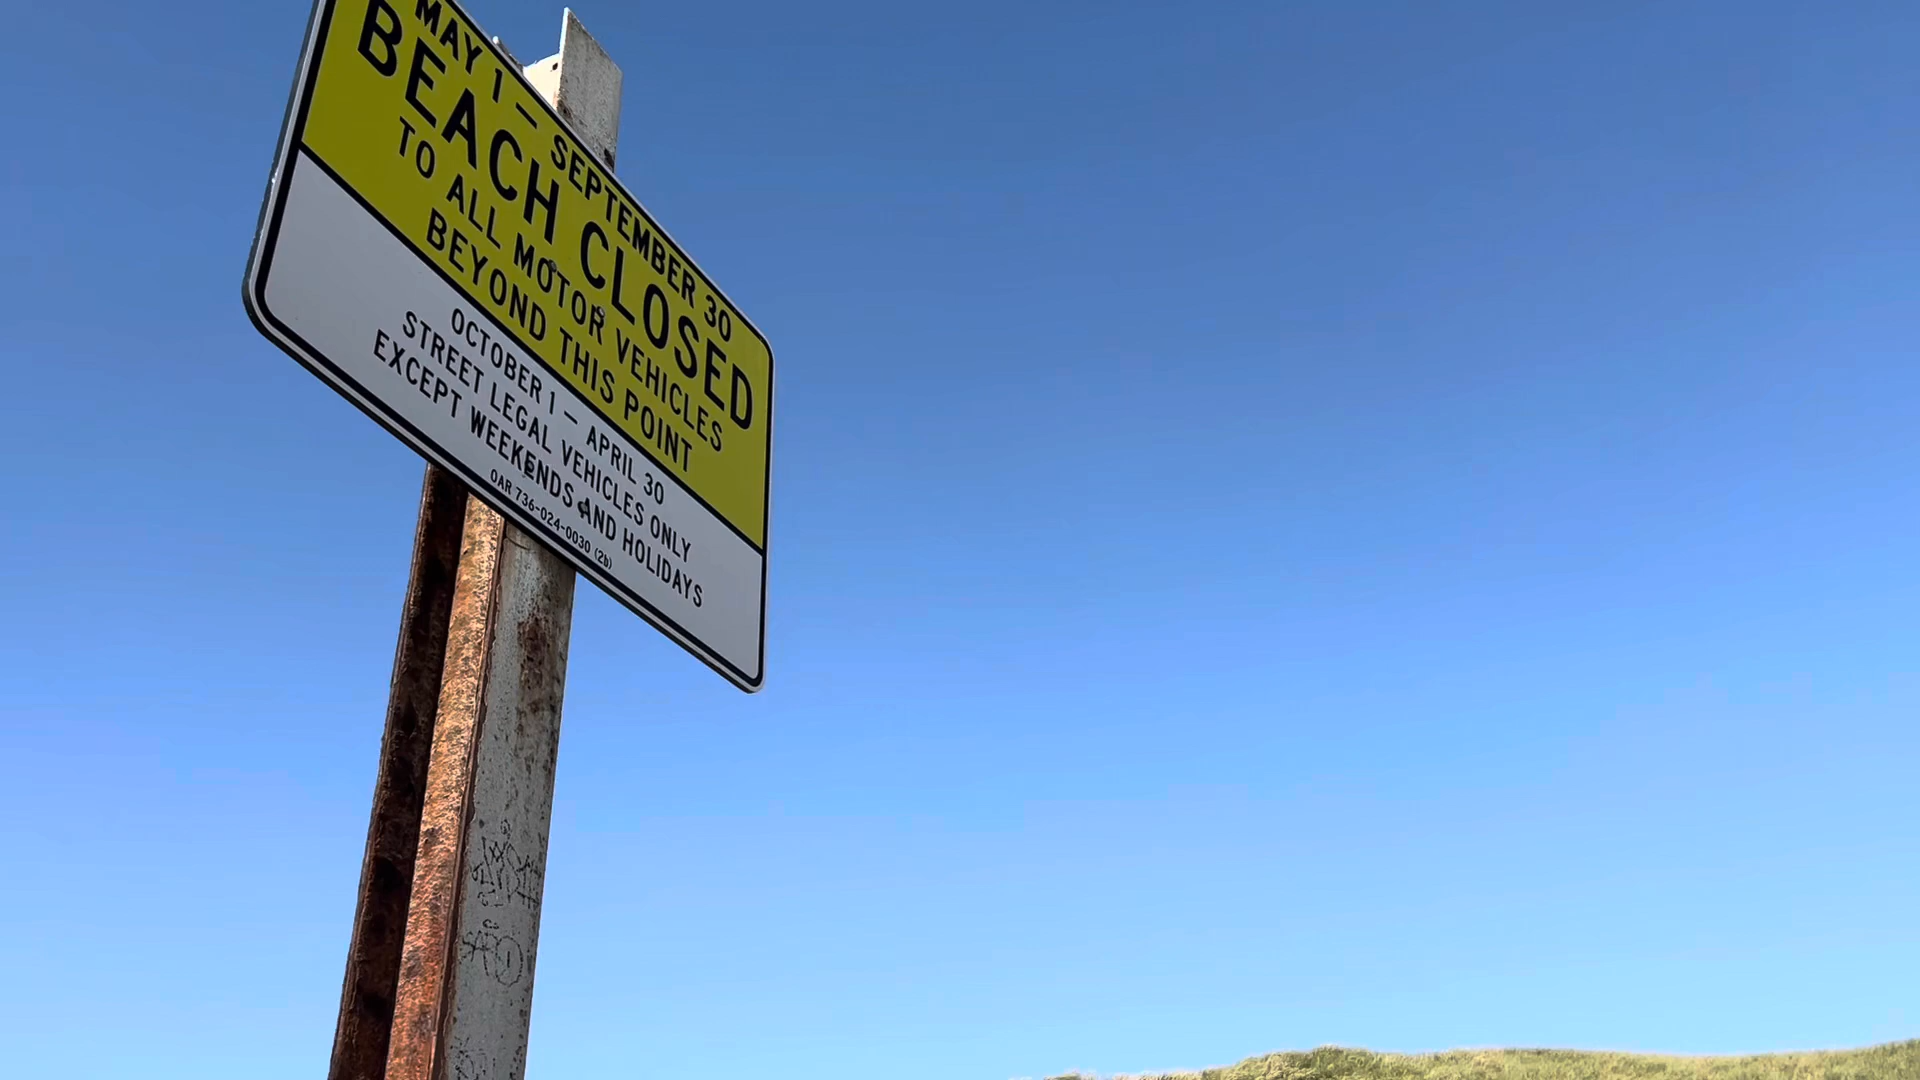 MAY 1 — SEPTEMBER 30
BEACH CLOSED
TO ALL MOTOR VEHICLES
BEYOND THIS POINT
OCTOBER 1 — APRIL 30
STREET LEGAL VEHICLES ONLY
EXCEPT WEEKENDS AND HOLIDAYS
OAR 736-024-0030 (2b)